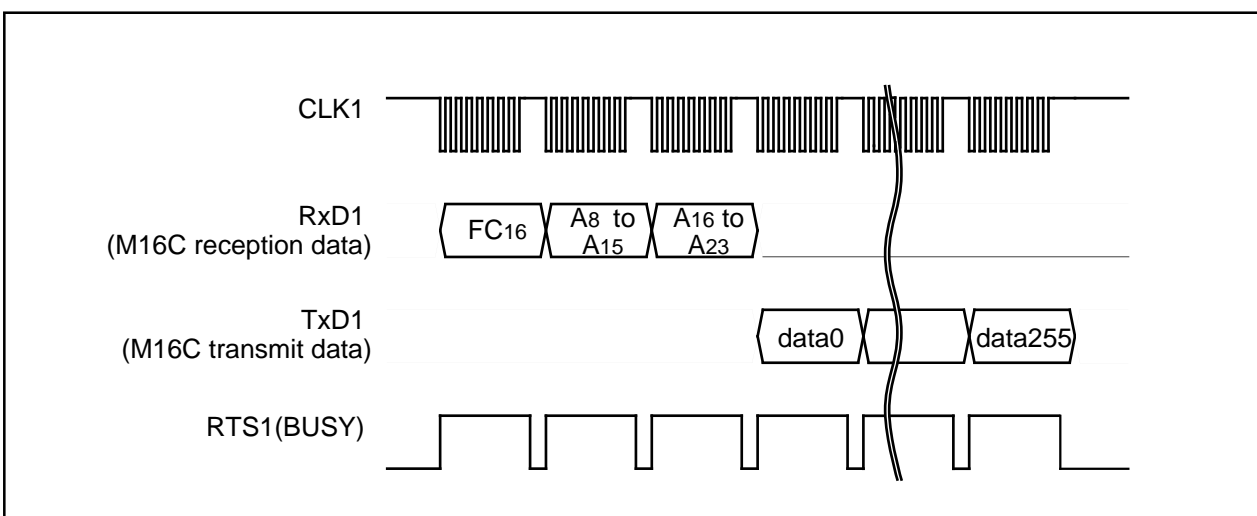 CLK1
RxD1
(M16C reception data)
FC16
A8 to
A15
A16 to
A23
TxD1
(M16C transmit data)
data0
data255
RTS1(BUSY)